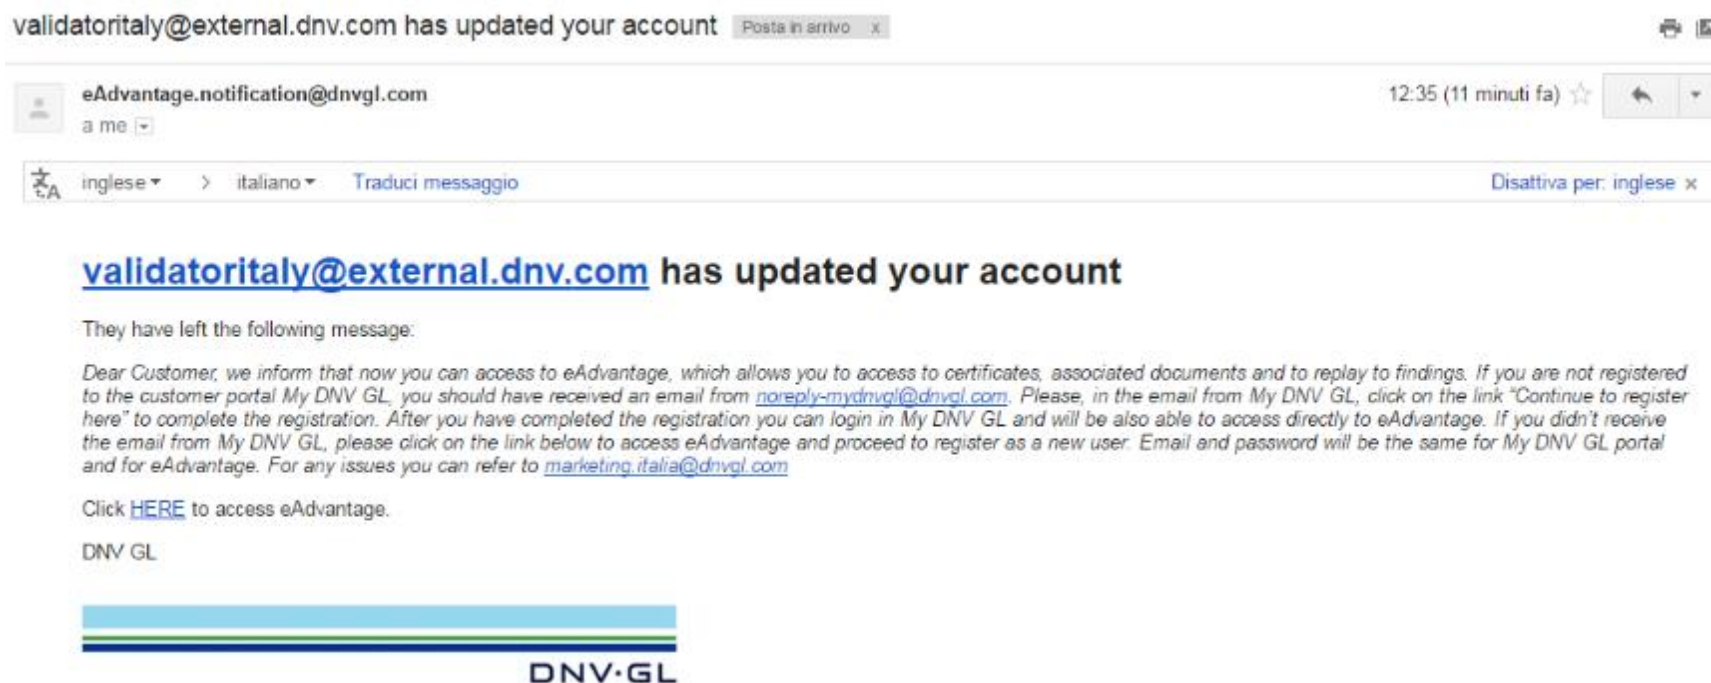 validatoritaly@external.dnv.com has updated your account Posta in arrivo x
eAdvantage.notification@dnvgl.com 12:35 (11 minuti fa)
a me
inglese > italiano Traduci messaggio Disattiva per: inglese x
validatoritaly@external.dnv.com has updated your account
They have left the following message:
Dear Customer, we inform that now you can access to eAdvantage, which allows you to access to certificates, associated documents and to replay to findings. If you are not registered
to the customer portal My DNV GL, you should have received an email from noreply-mydnvgl@dnvgl.com. Please, in the email from My DNV GL, click on the link “Continue to register
here” to complete the registration. After you have completed the registration you can login in My DNV GL and will be also able to access directly to eAdvantage. If you didn’t receive
the email from My DNV GL, please click on the link below to access eAdvantage and proceed to register as a new user. Email and password will be the same for My DNV GL portal
and for eAdvantage. For any issues you can refer to marketing.italia@dnvgl.com
Click HERE to access eAdvantage.
DNV GL
DNV·GL